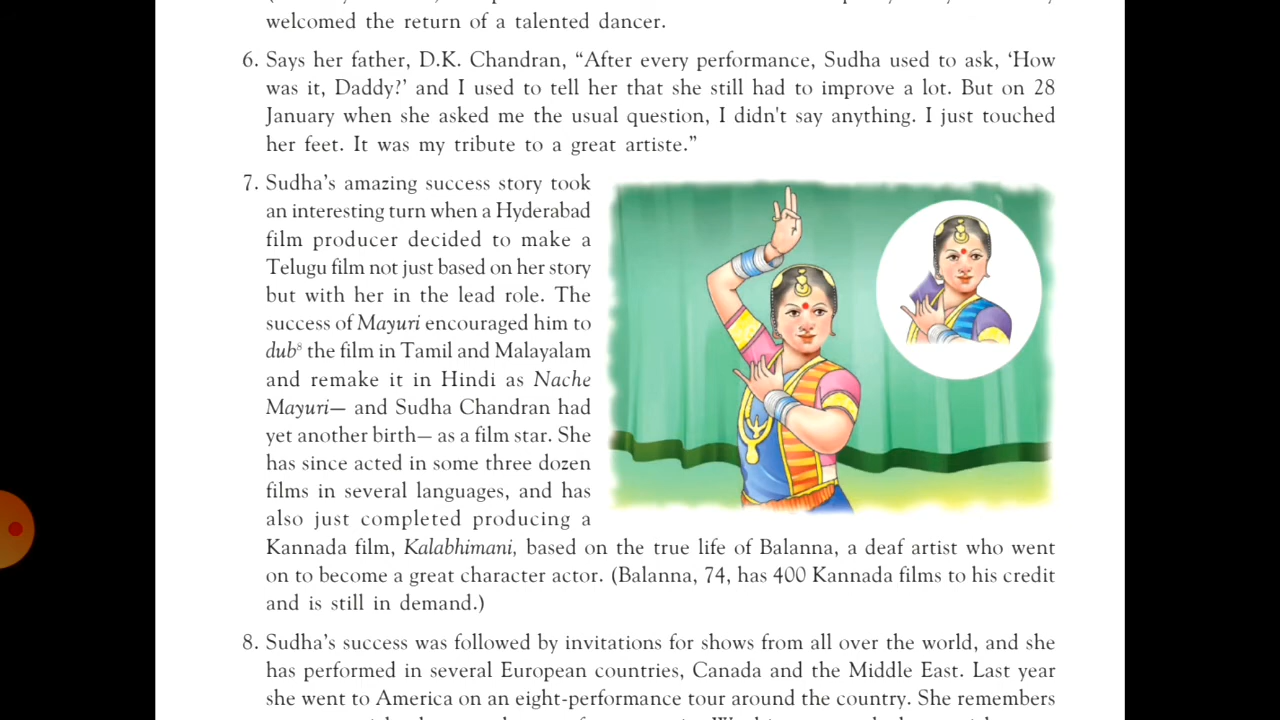 welcomed the return of a talented dancer.
6. Says her father, D.K. Chandran, “After every performance, Sudha used to ask, ‘How
was it, Daddy?’ and I used to tell her that she still had to improve a lot. But on 28
January when she asked me the usual question, I didn't say anything. I just touched
her feet. It was my tribute to a great artiste.”
7. Sudha’s amazing success story took
an interesting turn when a Hyderabad
film producer decided to make a
Telugu film not just based on her story
but with her in the lead role. The
success of Mayuri encouraged him to
dub⁸ the film in Tamil and Malayalam
and remake it in Hindi as Nache
Mayuri— and Sudha Chandran had
yet another birth— as a film star. She
has since acted in some three dozen
films in several languages, and has
also just completed producing a
Kannada film, Kalabhimani, based on the true life of Balanna, a deaf artist who went
on to become a great character actor. (Balanna, 74, has 400 Kannada films to his credit
and is still in demand.)
8. Sudha’s success was followed by invitations for shows from all over the world, and she
has performed in several European countries, Canada and the Middle East. Last year
she went to America on an eight-performance tour around the country. She remembers